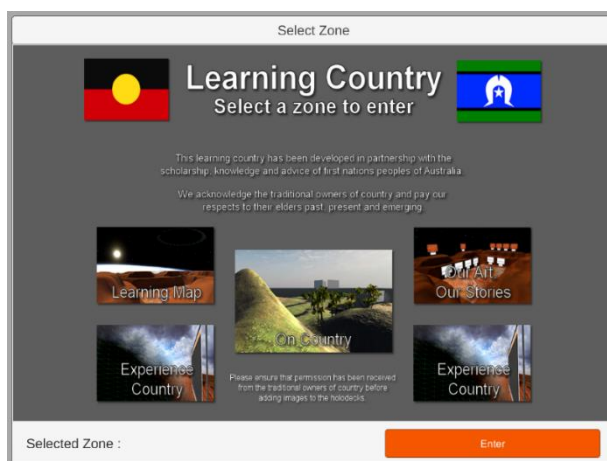 Select Zone
Learning Country
Select a zone to enter
This learning country has been developed in partnership with the
scholarship, knowledge and advice of first nations peoples of Australia
We acknowledge the traditional owners of country and pay our
respects to their elders past, present and emerging.
Learning Map
On Country
Our Art
Our Stories
Experience
Country
Please ensure that permission has been received
from the traditional owners of country before
adding images to the holodecks.
Experience
Country
Selected Zone :
Enter